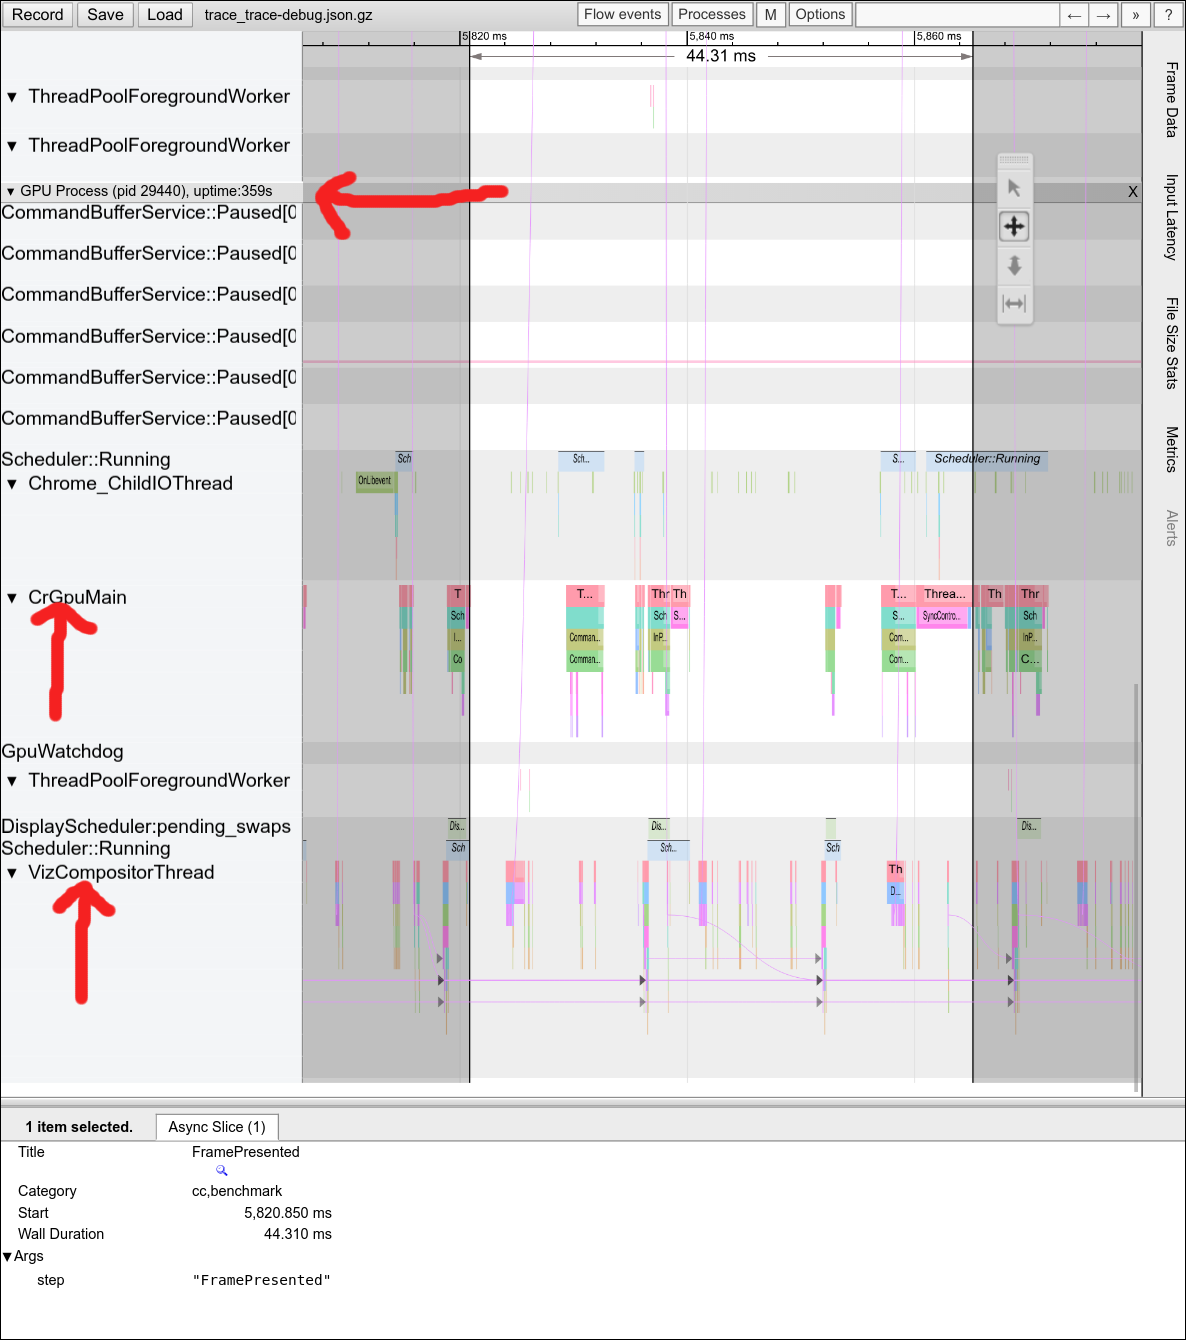 Record Save Load trace_trace-debug.json.gz Flow events Processes M Options ← → » ?
5,820 ms 5,840 ms 5,860 ms
44.31 ms
▼ ThreadPoolForegroundWorker
▼ ThreadPoolForegroundWorker
▼ GPU Process (pid 29440), uptime:359s X
CommandBufferService::Paused[0
CommandBufferService::Paused[0
CommandBufferService::Paused[0
CommandBufferService::Paused[0
CommandBufferService::Paused[0
CommandBufferService::Paused[0
Scheduler::Running Sch Sch... S... Scheduler::Running
▼ Chrome_ChildIOThread
▼ CrGpuMain T T... Thr Th T... Threa... Th Thr
Sch Sch S... S... SyncContro... Sch
I... Comman... InP... Com... InP...
Co Comman... Com... C...
GpuWatchdog
▼ ThreadPoolForegroundWorker
DisplayScheduler:pending_swaps Dis... Dis... Dis...
Scheduler::Running Sch Sch... Sch
▼ VizCompositorThread Th
D...
Frame Data
Input Latency
File Size Stats
Metrics
Alerts
1 item selected. Async Slice (1)
Title FramePresented
Category cc,benchmark
Start 5,820.850 ms
Wall Duration 44.310 ms
▼Args
step "FramePresented"